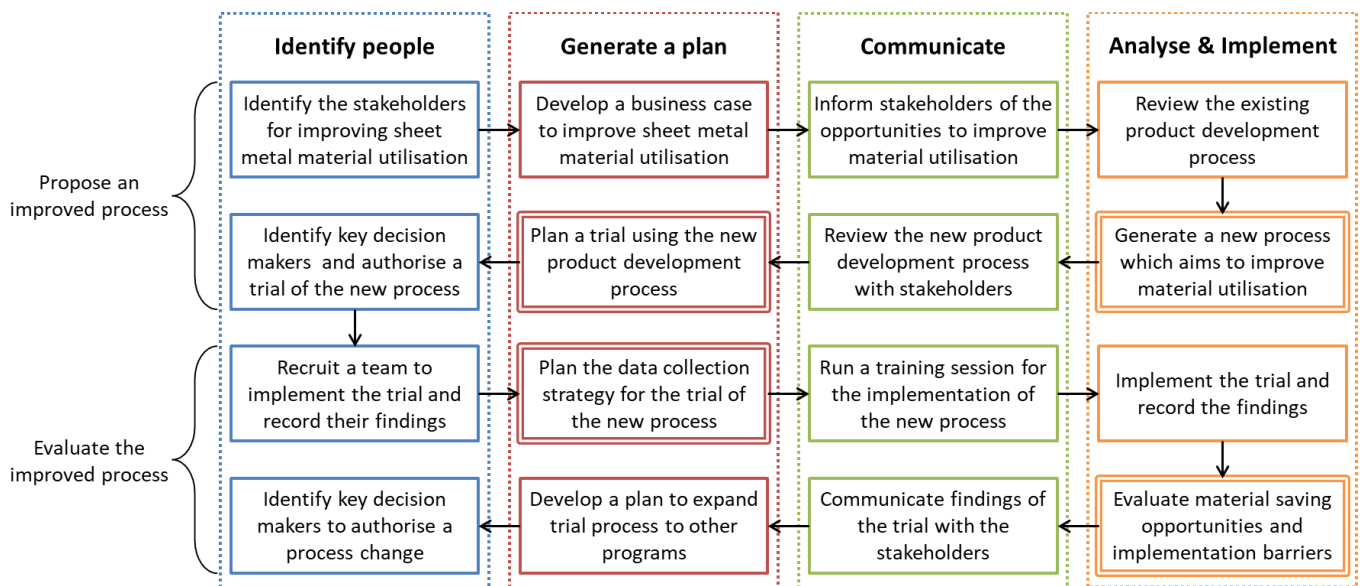 Identify people
Generate a plan
Communicate
Analyse & Implement
Propose an
improved process
Identify the stakeholders
for improving sheet
metal material utilisation
Develop a business case
to improve sheet metal
material utilisation
Inform stakeholders of the
opportunities to improve
material utilisation
Review the existing
product development
process
Identify key decision
makers and authorise a
trial of the new process
Plan a trial using the new
product development
process
Review the new product
development process
with stakeholders
Generate a new process
which aims to improve
material utilisation
Evaluate the
improved process
Recruit a team to
implement the trial and
record their findings
Plan the data collection
strategy for the trial of
the new process
Run a training session for
the implementation of
the new process
Implement the trial and
record the findings
Identify key decision
makers to authorise a
process change
Develop a plan to expand
trial process to other
programs
Communicate findings of
the trial with the
stakeholders
Evaluate material saving
opportunities and
implementation barriers